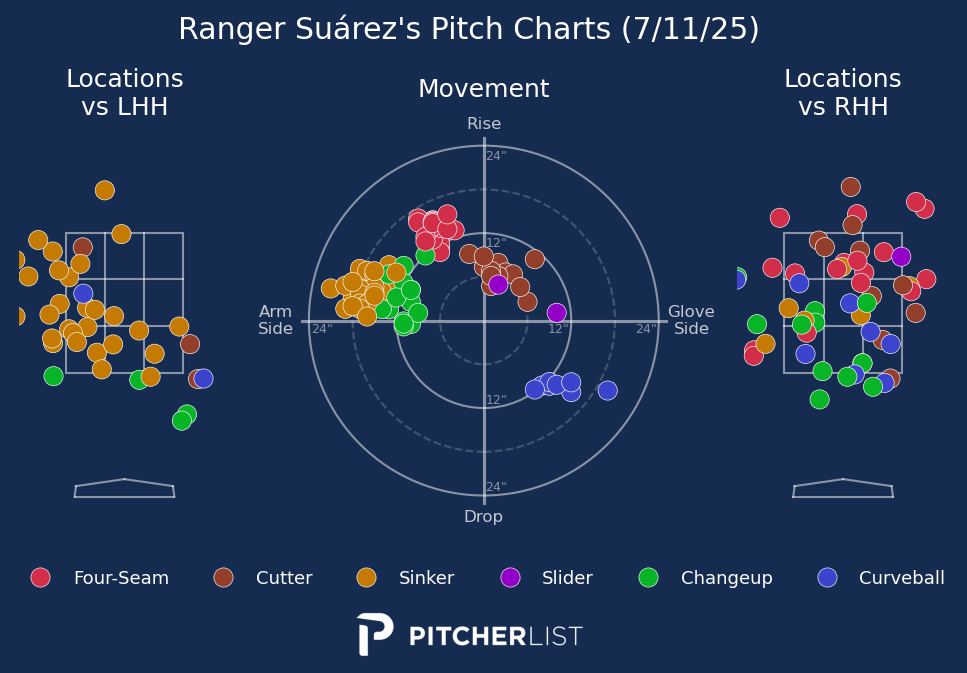 Ranger Suárez's Pitch Charts (7/11/25)
Locations
vs LHH
Movement
Locations
vs RHH
Rise
24"
12"
Arm
Side
24"
12"
24"
Glove
Side
12"
24"
Drop
Four-Seam
Cutter
Sinker
Slider
Changeup
Curveball
PITCHERLIST